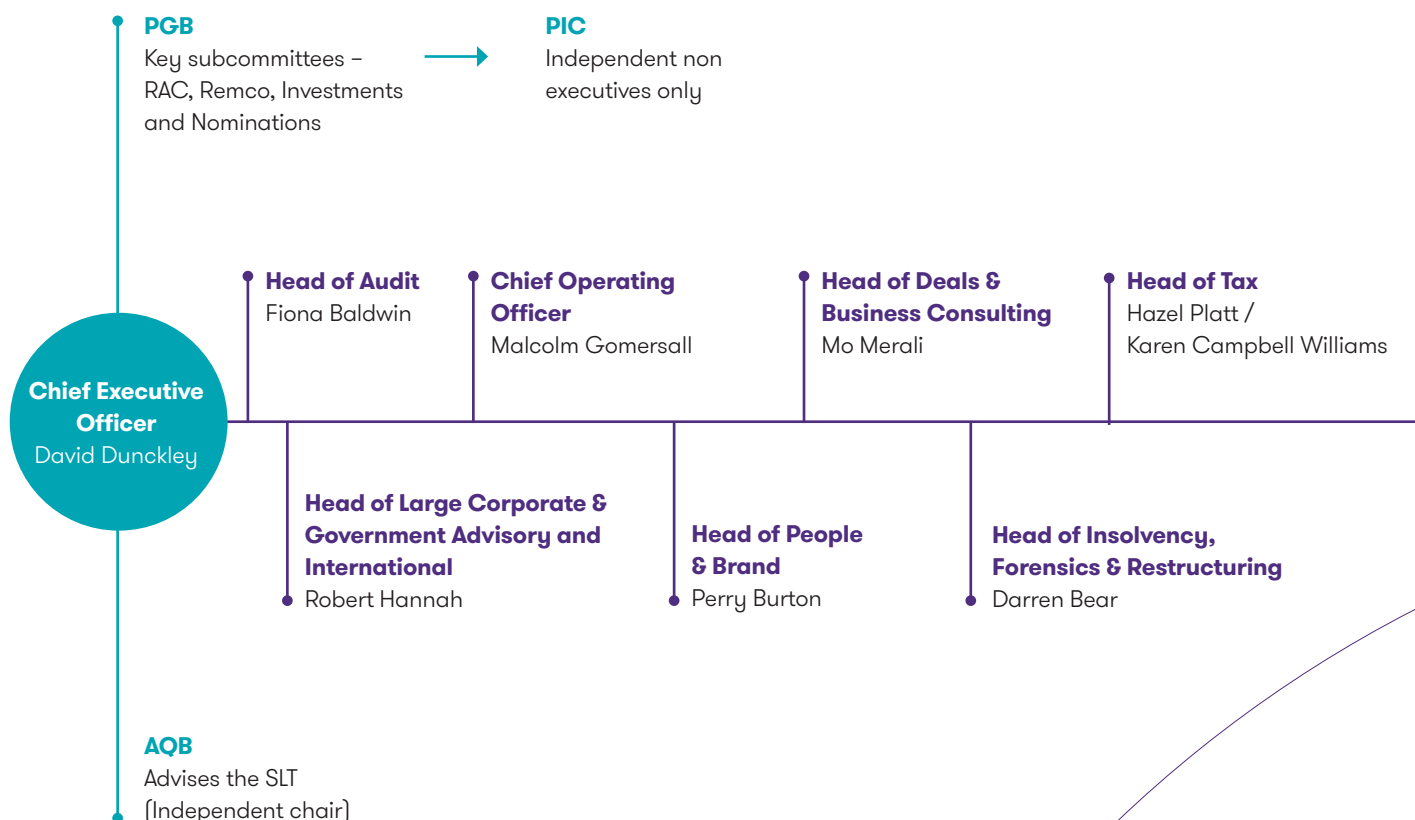 PGB
Key subcommittees –
RAC, Remco, Investments
and Nominations
PIC
Independent non
executives only
Head of Audit
Fiona Baldwin
Chief Operating
Officer
Malcolm Gomersall
Head of Deals &
Business Consulting
Mo Merali
Head of Tax
Hazel Platt /
Karen Campbell Williams
Chief Executive
Officer
David Dunckley
Head of Large Corporate &
Government Advisory and
International
Robert Hannah
Head of People
& Brand
Perry Burton
Head of Insolvency,
Forensics & Restructuring
Darren Bear
AQB
Advises the SLT
(Independent chair)